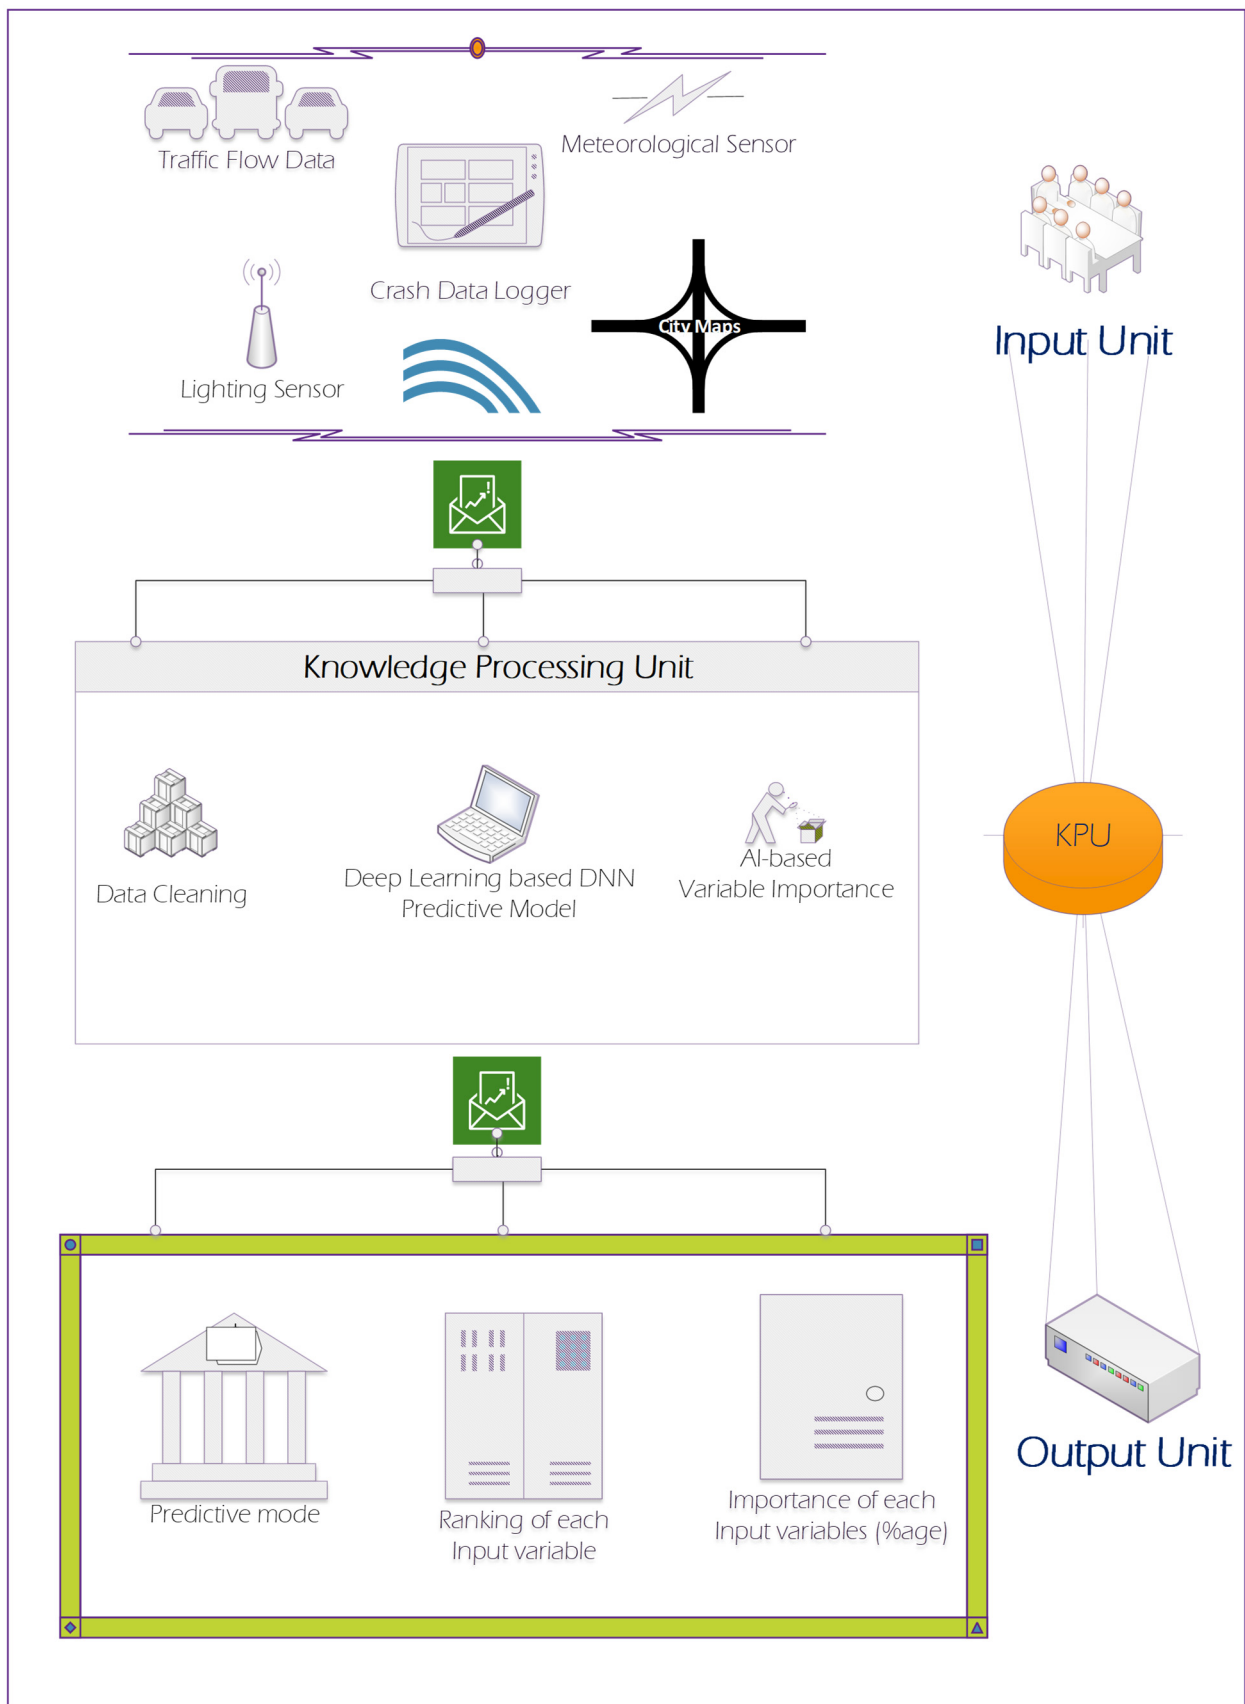 Traffic Flow Data
Meteorological Sensor
Crash Data Logger
City Maps
Lighting Sensor
Input Unit
Knowledge Processing Unit
Data Cleaning
Deep Learning based DNN
Predictive Model
AI-based
Variable Importance
KPU
Predictive mode
Ranking of each
Input variable
Importance of each
Input variables (%age)
Output Unit